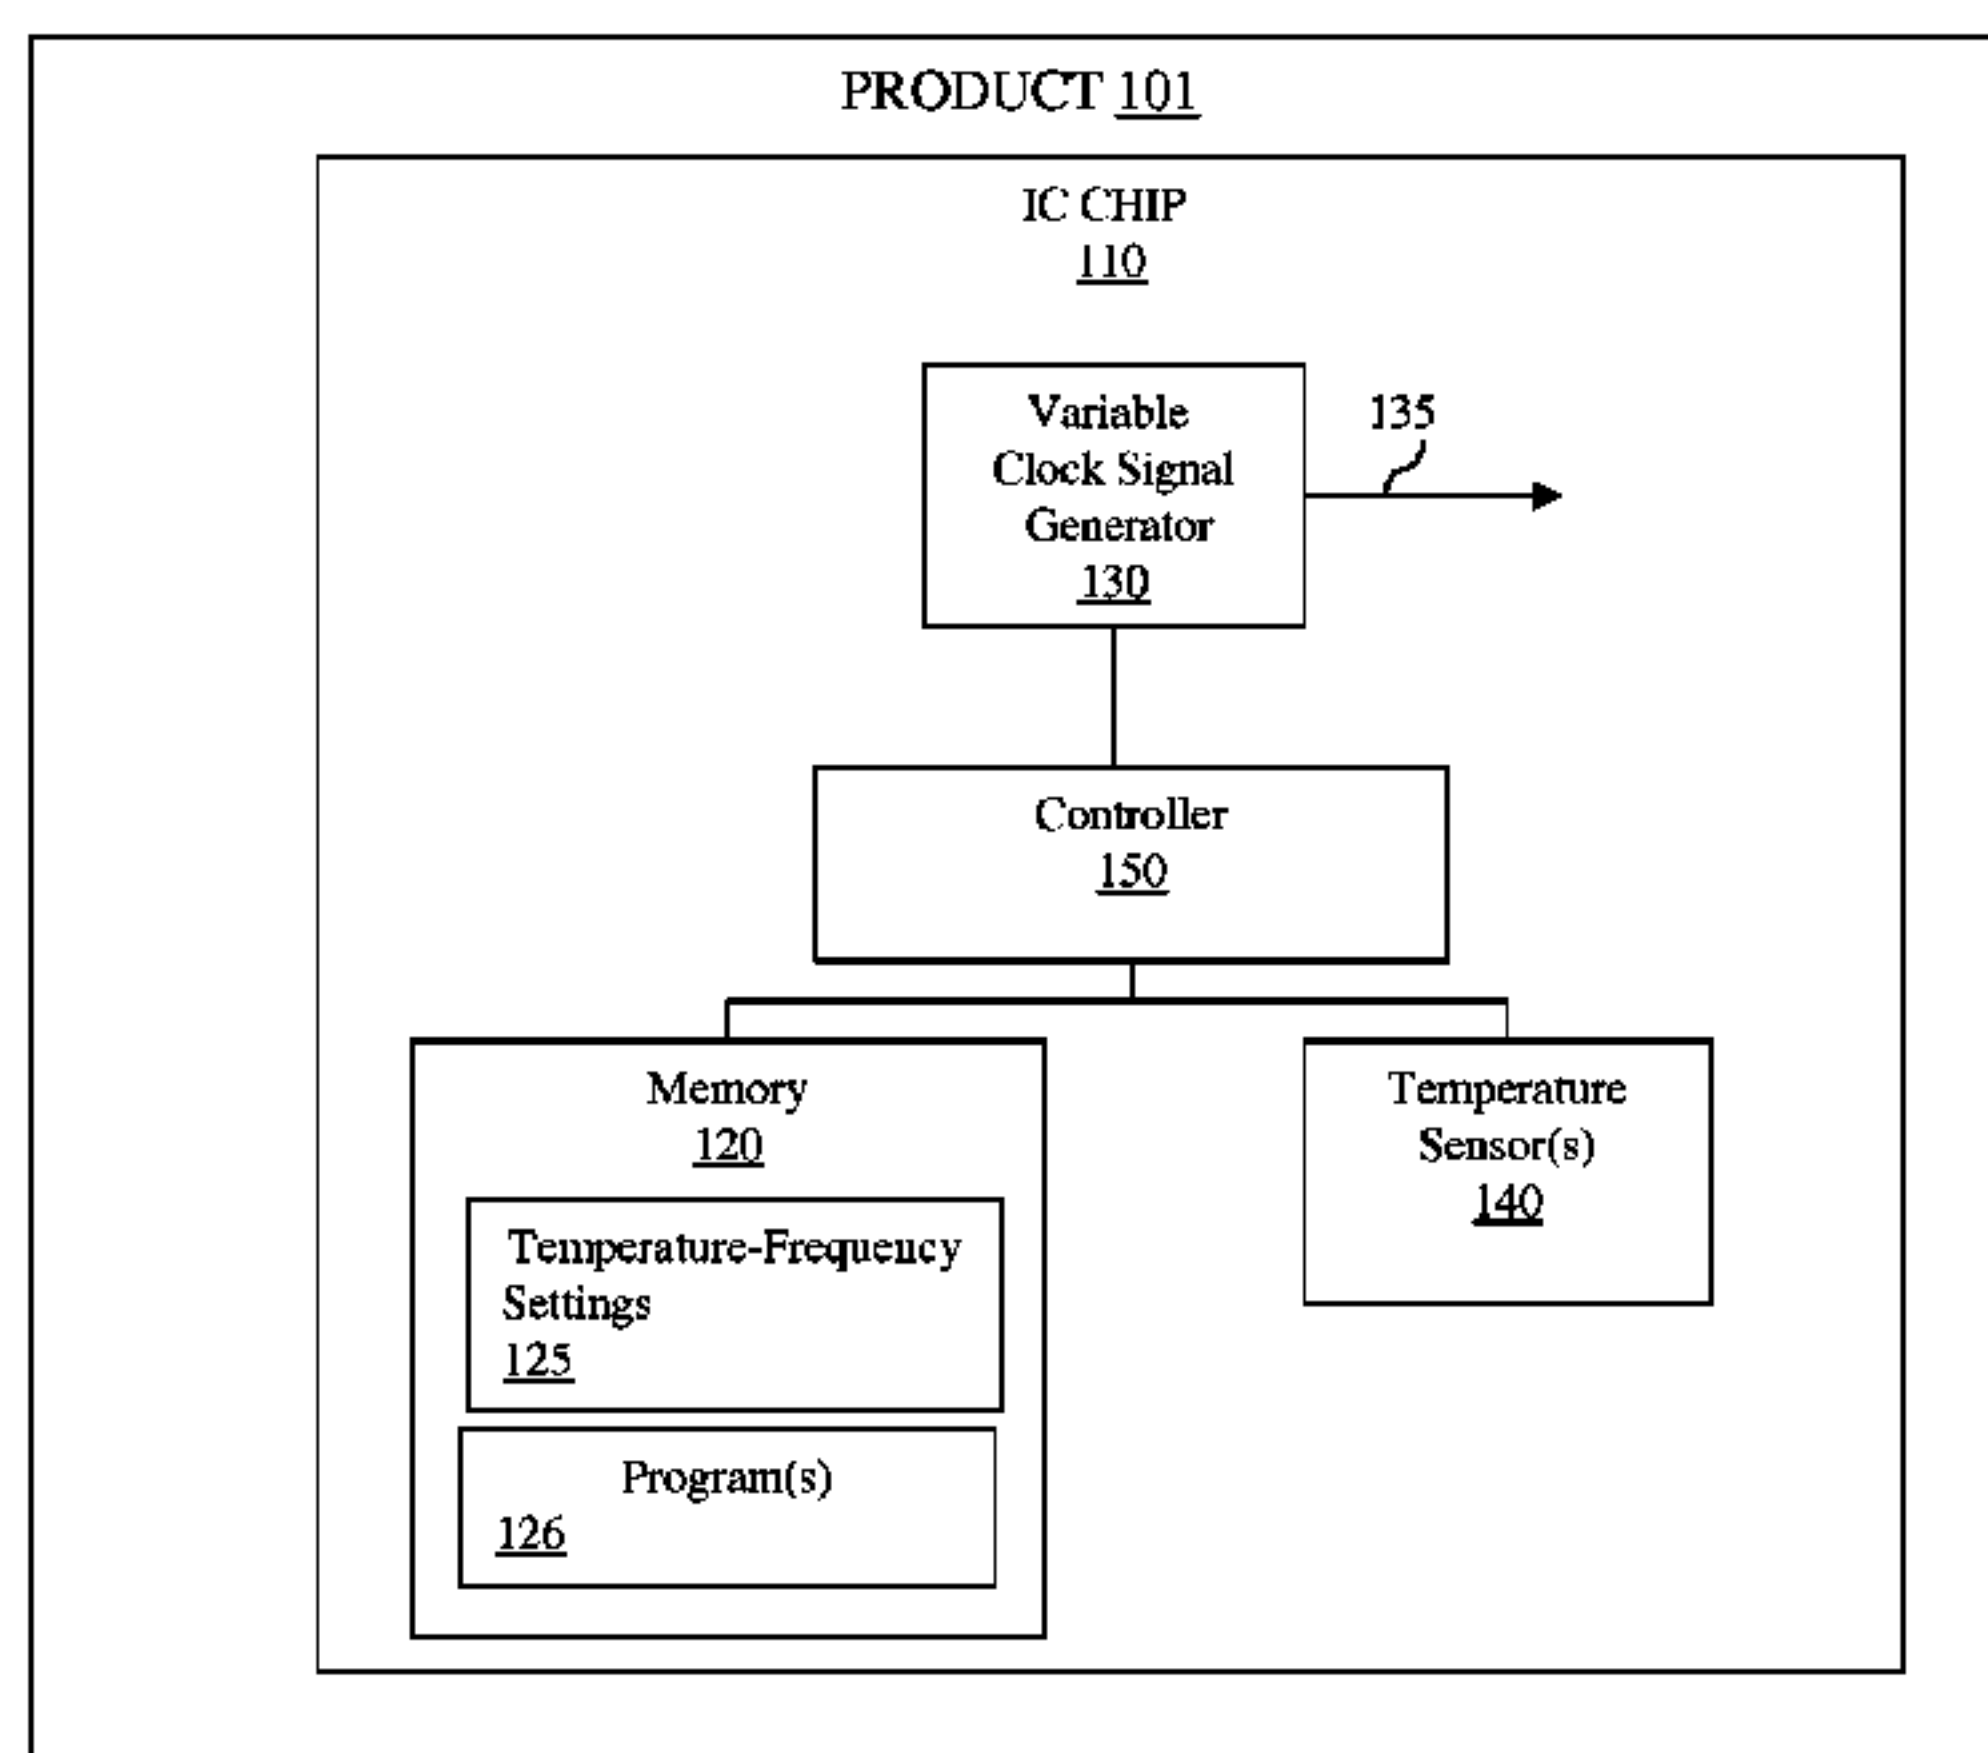 PRODUCT 101
IC CHIP
110
Variable
Clock Signal
Generator
130
135
Controller
150
Memory
120
Temperature-Frequency
Settings
125
Program(s)
126
Temperature
Sensor(s)
140